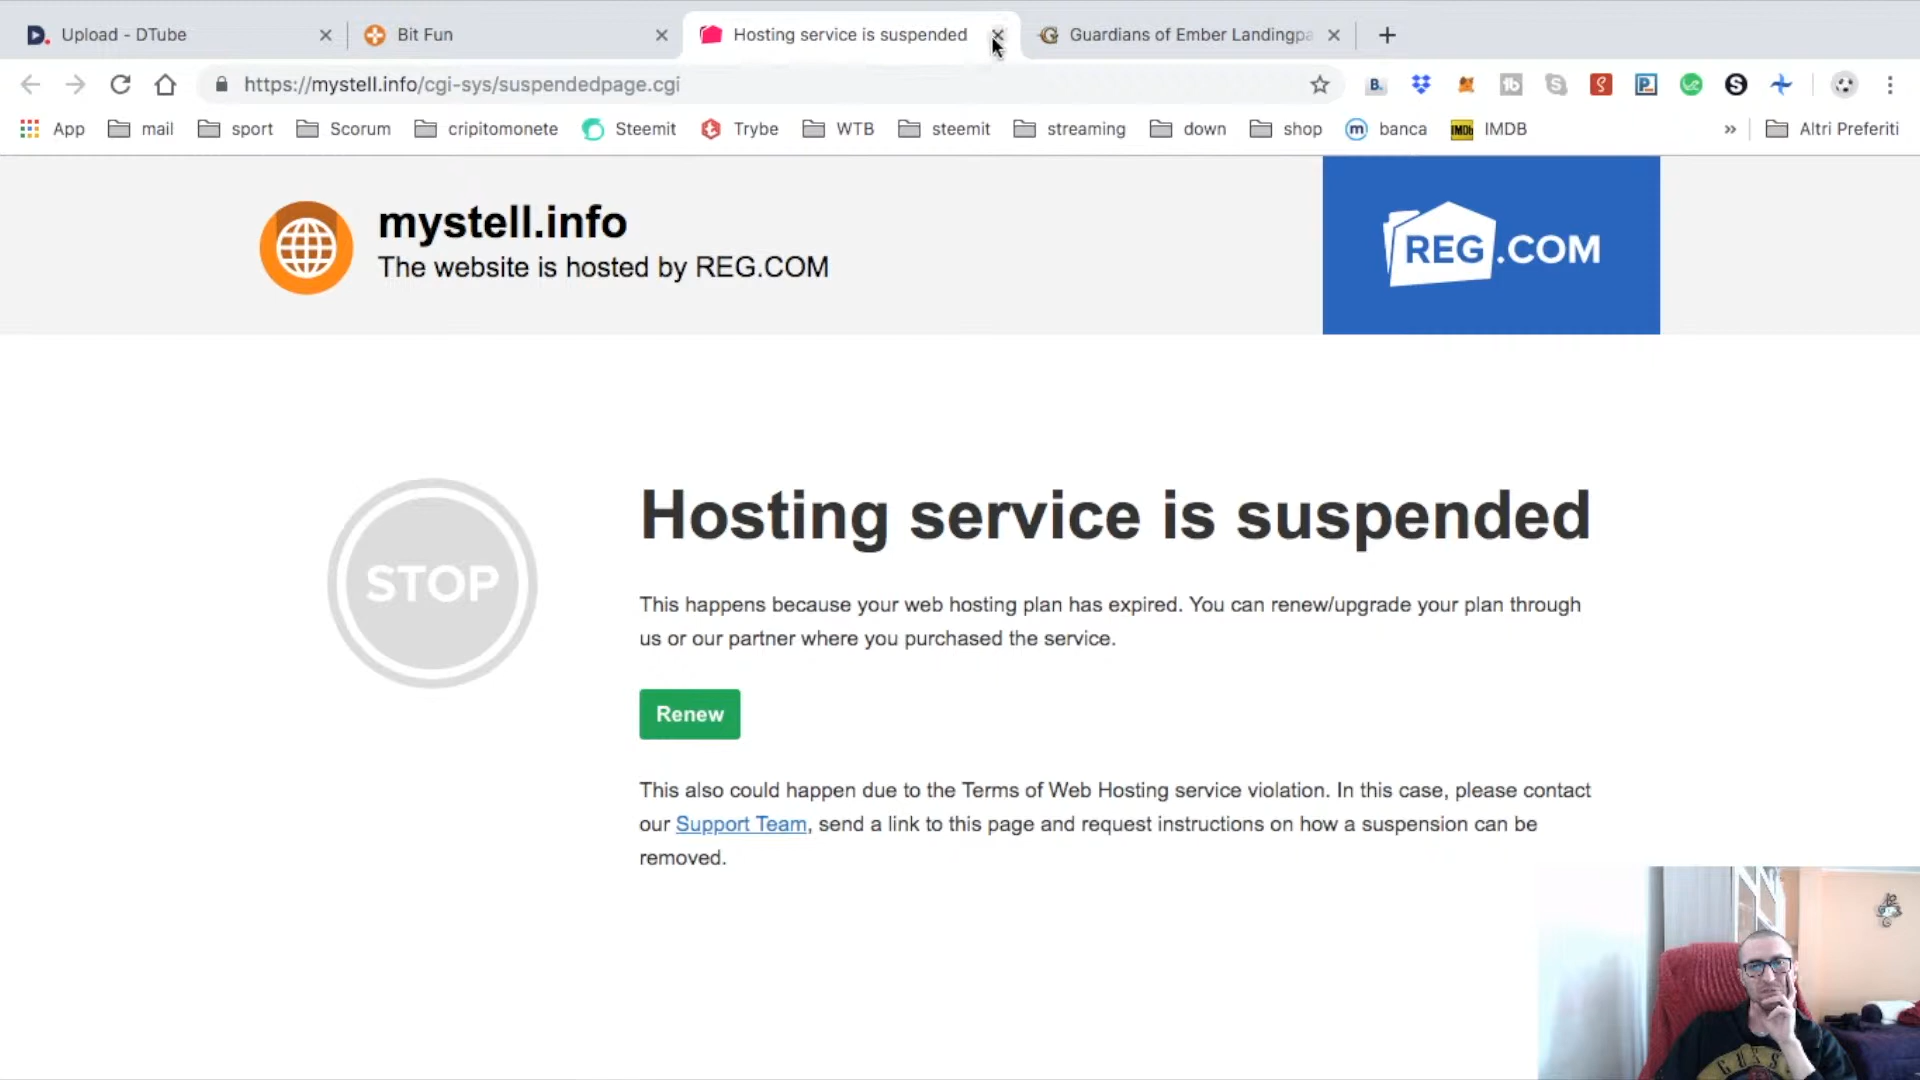 Upload - DTube
Bit Fun
Hosting service is suspended
Guardians of Ember Landingpa
https://mystell.info/cgi-sys/suspendedpage.cgi
App
mail
sport
Scorum
criptomonete
Steemit
Trybe
WTB
steemit
streaming
down
shop
banca
IMDb
IMDB
»
Altri Preferiti
mystell.info
The website is hosted by REG.COM
REG.COM
STOP
Hosting service is suspended
This happens because your web hosting plan has expired. You can renew/upgrade your plan through
us or our partner where you purchased the service.
Renew
This also could happen due to the Terms of Web Hosting service violation. In this case, please contact
our Support Team, send a link to this page and request instructions on how a suspension can be
removed.